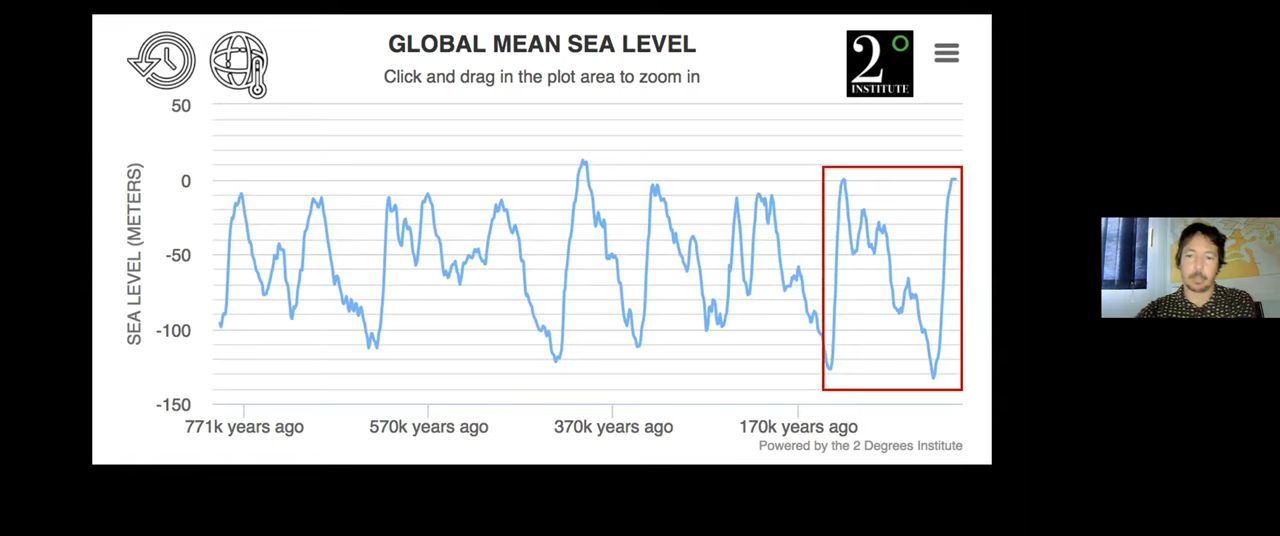 GLOBAL MEAN SEA LEVEL
Click and drag in the plot area to zoom in
2°
INSTITUTE
SEA LEVEL (METERS)
50
0
-50
-100
-150
771k years ago
570k years ago
370k years ago
170k years ago
Powered by the 2 Degrees Institute